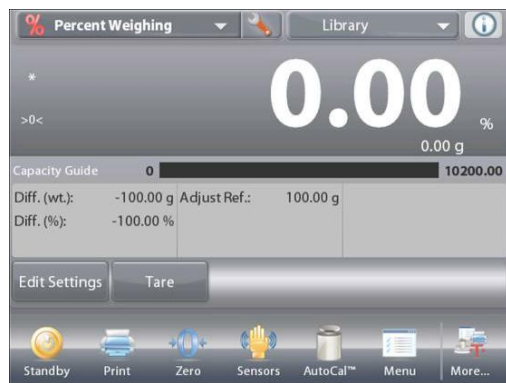 % Percent Weighing Library
*
0.00 %
>0<
0.00 g
Capacity Guide 0 10200.00
Diff. (wt.): -100.00 g Adjust Ref.: 100.00 g
Diff. (%): -100.00 %
Edit Settings Tare
Standby Print Zero Sensors AutoCal™ Menu More...